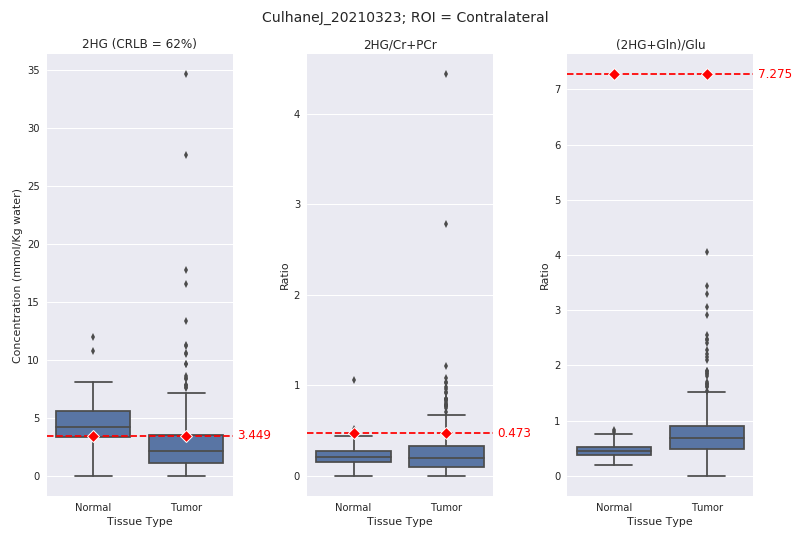 CulhaneJ_20210323; ROI = Contralateral
2HG (CRLB = 62%)
Concentration (mmol/Kg water)
35
30
25
20
15
10
5
0
3.449
Normal Tumor
Tissue Type
2HG/Cr+PCr
Ratio
4
3
2
1
0
0.473
Normal Tumor
Tissue Type
(2HG+Gln)/Glu
Ratio
7
6
5
4
3
2
1
0
7.275
Normal Tumor
Tissue Type